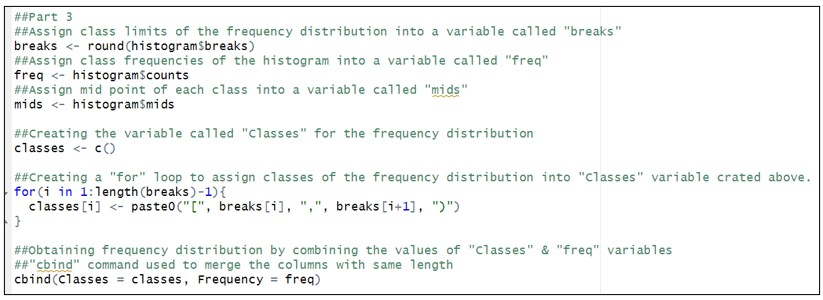 ##Part 3
##Assign class limits of the frequency distribution into a variable called "breaks"
breaks <- round(histogram$breaks)
##Assign class frequencies of the histogram into a variable called "freq"
freq <- histogram$counts
##Assign mid point of each class into a variable called "mids"
mids <- histogram$mids
##Creating the variable called "Classes" for the frequency distribution
classes <- c()
##Creating a "for" loop to assign classes of the frequency distribution into "Classes" variable crated above.
for(i in 1:length(breaks)-1){
classes[i] <- paste0("[", breaks[i], ",", breaks[i+1], ")")
}
##Obtaining frequency distribution by combining the values of "Classes" & "freq" variables
##"cbind" command used to merge the columns with same length
cbind(Classes = classes, Frequency = freq)